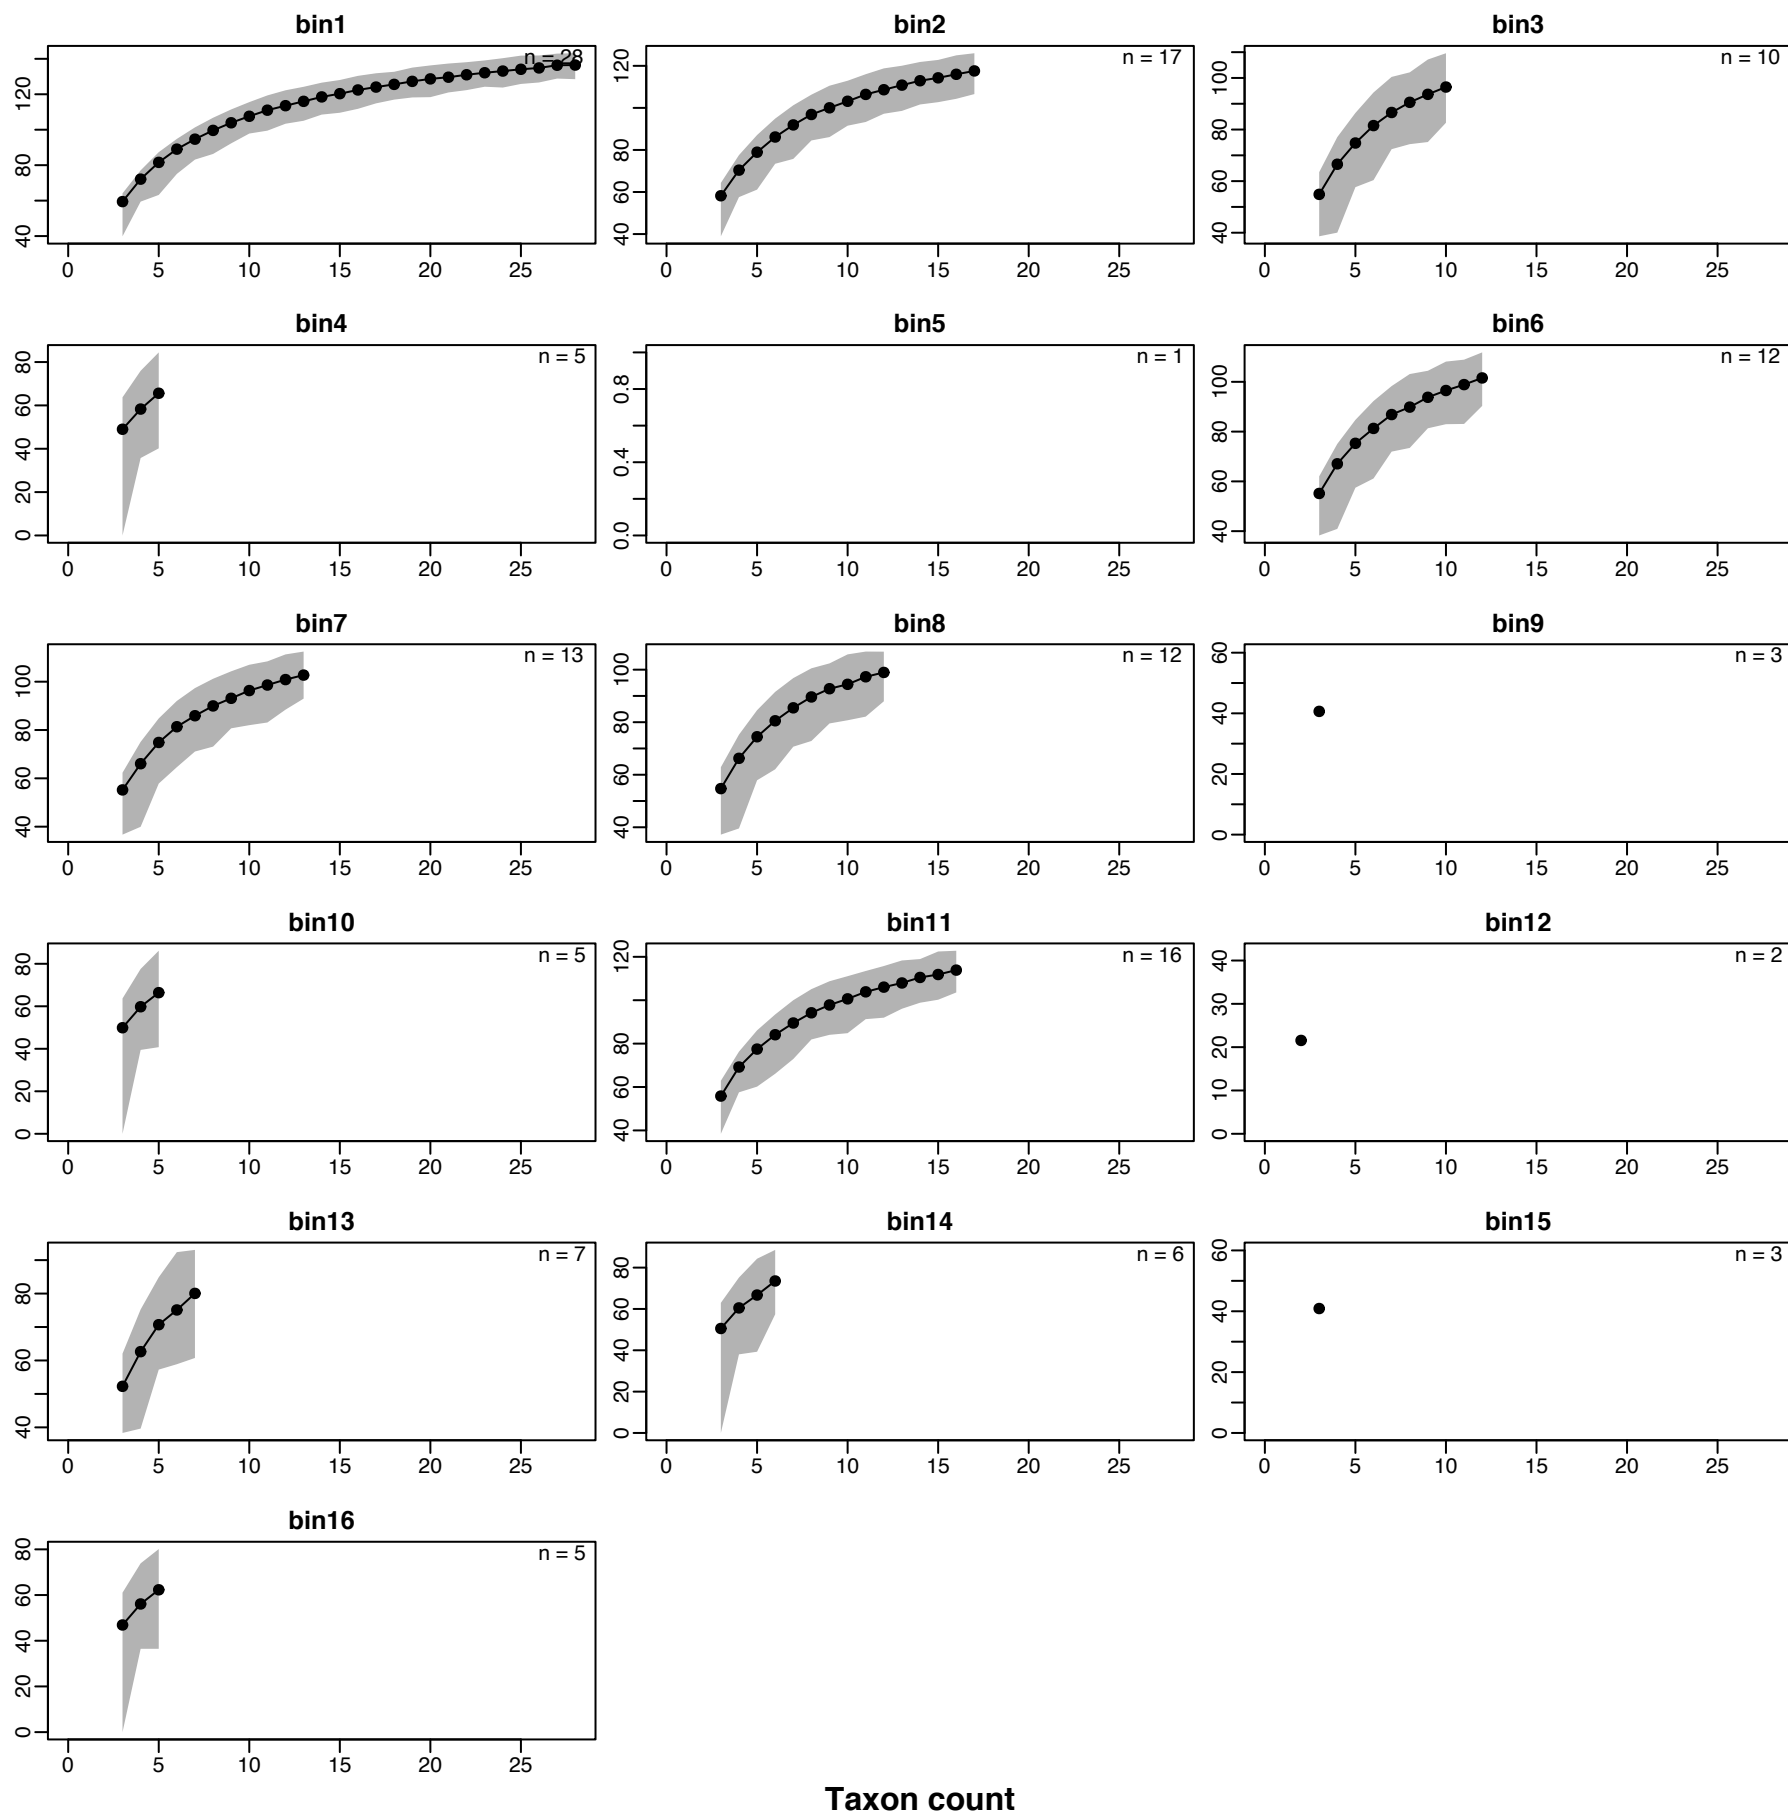 bin1 bin2 bin3
n = 28 n = 17 n = 10
120 80 40
120 80 60 40
100 80 60 40
0 5 10 15 20 25 0 5 10 15 20 25 0 5 10 15 20 25
bin4 bin5 bin6
n = 5 n = 1 n = 12
80 60 40 20 0
0.8 0.4 0.0
100 80 60 40
0 5 10 15 20 25 0 5 10 15 20 25 0 5 10 15 20 25
bin7 bin8 bin9
n = 13 n = 12 n = 3
100 80 60 40
100 80 60 40
60 40 20 0
0 5 10 15 20 25 0 5 10 15 20 25 0 5 10 15 20 25
bin10 bin11 bin12
n = 5 n = 16 n = 2
80 60 40 20 0
120 80 60 40
40 30 20 10 0
0 5 10 15 20 25 0 5 10 15 20 25 0 5 10 15 20 25
bin13 bin14 bin15
n = 7 n = 6 n = 3
80 60 40
80 60 40 20 0
60 40 20 0
0 5 10 15 20 25 0 5 10 15 20 25 0 5 10 15 20 25
bin16
n = 5
80 60 40 20 0
0 5 10 15 20 25
Taxon count